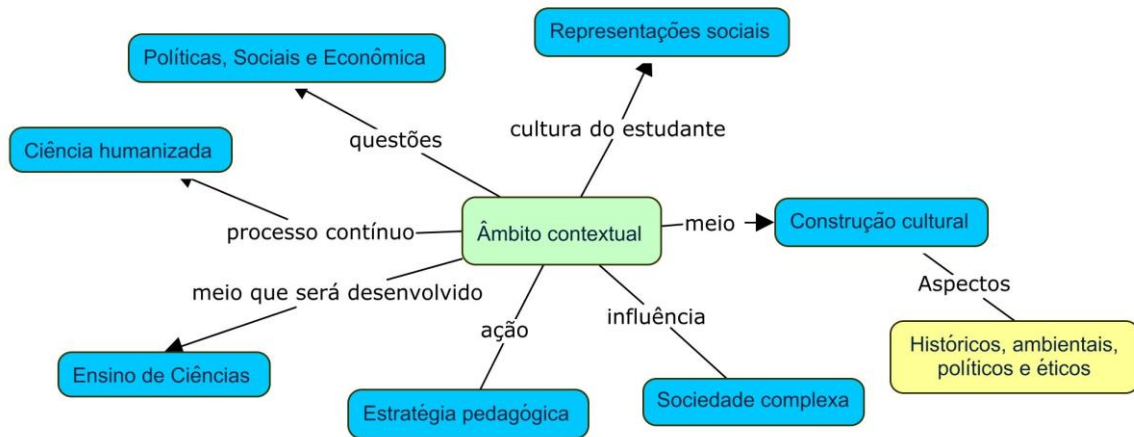 Representações sociais
Políticas, Sociais e Econômica
cultura do estudante
questões
Ciência humanizada
processo contínuo
Âmbito contextual
meio
Construção cultural
meio que será desenvolvido
Aspectos
ação
influência
Históricos, ambientais,
políticos e éticos
Ensino de Ciências
Estratégia pedagógica
Sociedade complexa